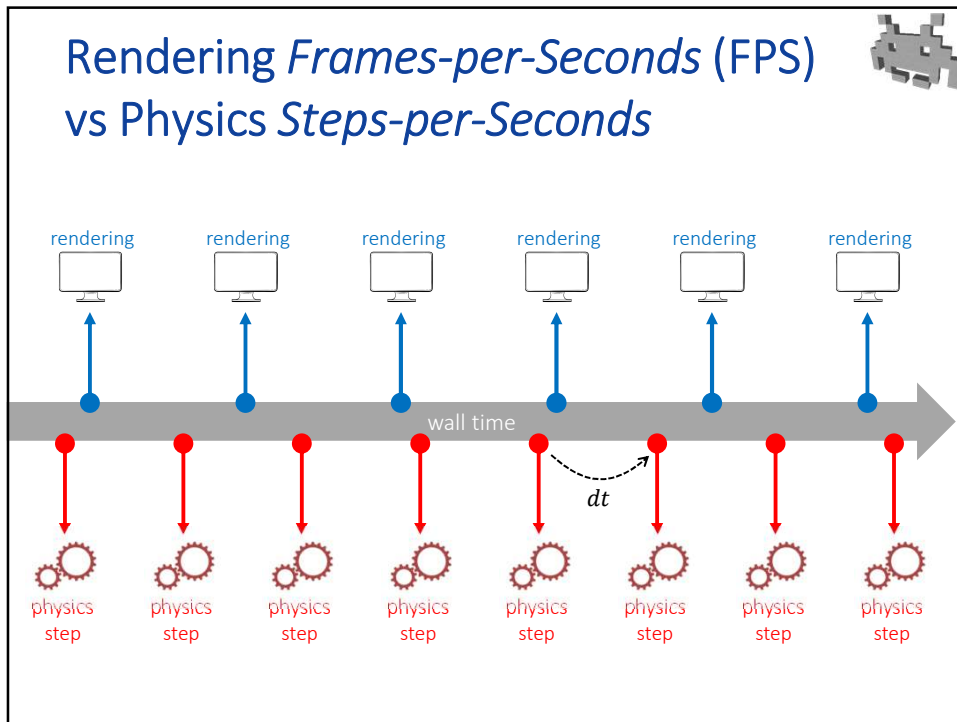 Rendering Frames-per-Seconds (FPS)
vs Physics Steps-per-Seconds
rendering rendering rendering rendering rendering rendering
wall time
dt
physics physics physics physics physics physics physics physics
step step step step step step step step